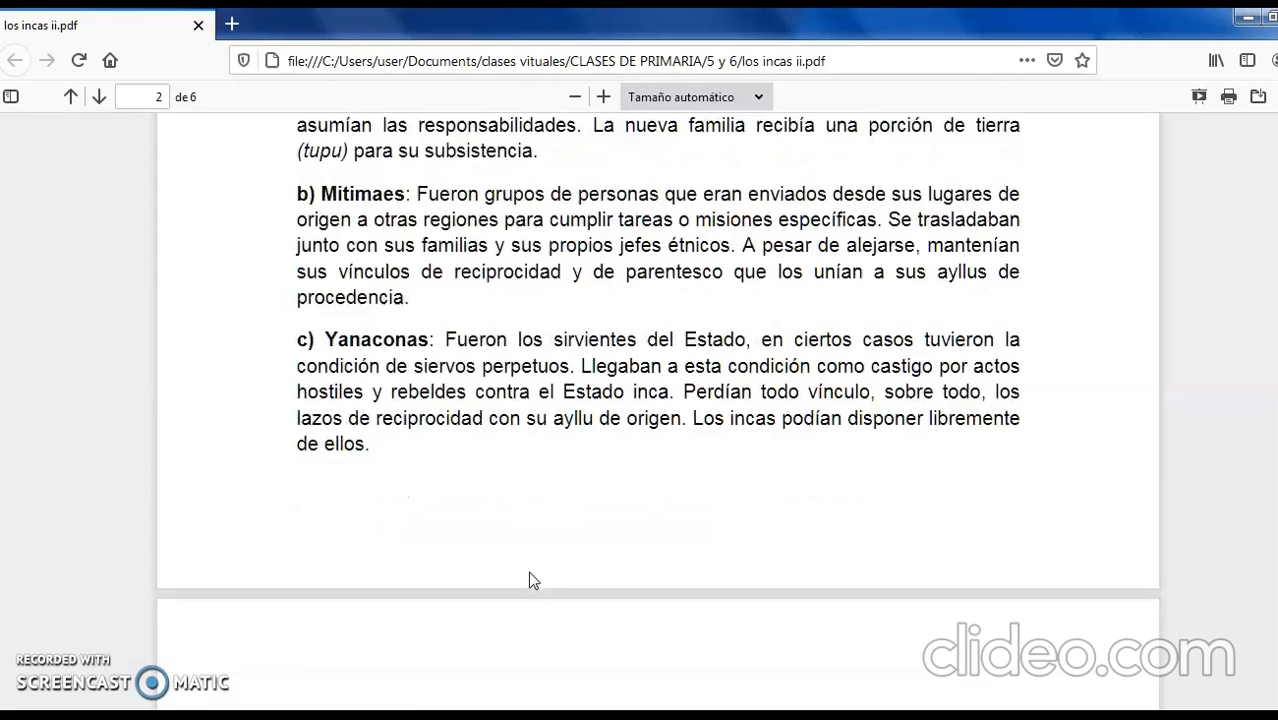 los incas ii.pdf
file:///C:/Users/user/Documents/clases vituales/CLASES DE PRIMARIA/5 y 6/los incas ii.pdf
2 de 6
Tamaño automático
asumían las responsabilidades. La nueva familia recibía una porción de tierra
(tupu) para su subsistencia.
b) Mitimaes: Fueron grupos de personas que eran enviados desde sus lugares de
origen a otras regiones para cumplir tareas o misiones específicas. Se trasladaban
junto con sus familias y sus propios jefes étnicos. A pesar de alejarse, mantenían
sus vínculos de reciprocidad y de parentesco que los unían a sus ayllus de
procedencia.
c) Yanaconas: Fueron los sirvientes del Estado, en ciertos casos tuvieron la
condición de siervos perpetuos. Llegaban a esta condición como castigo por actos
hostiles y rebeldes contra el Estado inca. Perdían todo vínculo, sobre todo, los
lazos de reciprocidad con su ayllu de origen. Los incas podían disponer libremente
de ellos.
clideo.com
RECORDED WITH
SCREENCAST MATIC